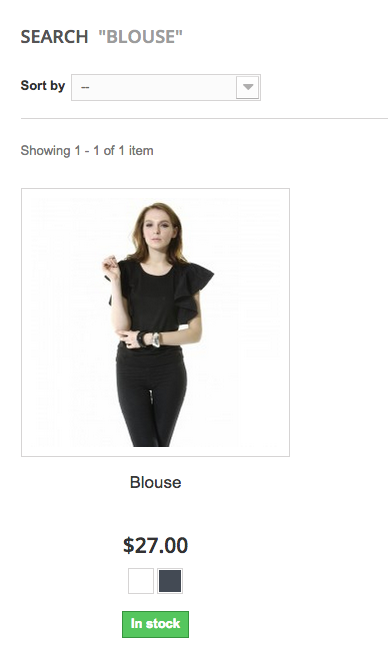 SEARCH "BLOUSE"
Sort by --
Showing 1 - 1 of 1 item
Blouse
$27.00
In stock